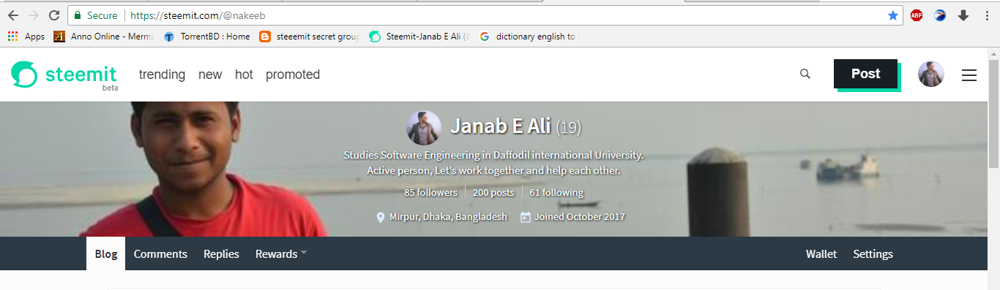 Secure https://steemit.com/@nakeeb
ABP
Apps Anno Online - Merma TorrentBD : Home steeemit secret group Steemit-Janab E Ali (@ dictionary english to
steemit beta trending new hot promoted Post
Janab E Ali (19)
Studies Software Engineering in Daffodil international University.
Active person, Let's work together and help each other.
85 followers 200 posts 61 following
Mirpur, Dhaka, Bangladesh Joined October 2017
Blog Comments Replies Rewards Wallet Settings